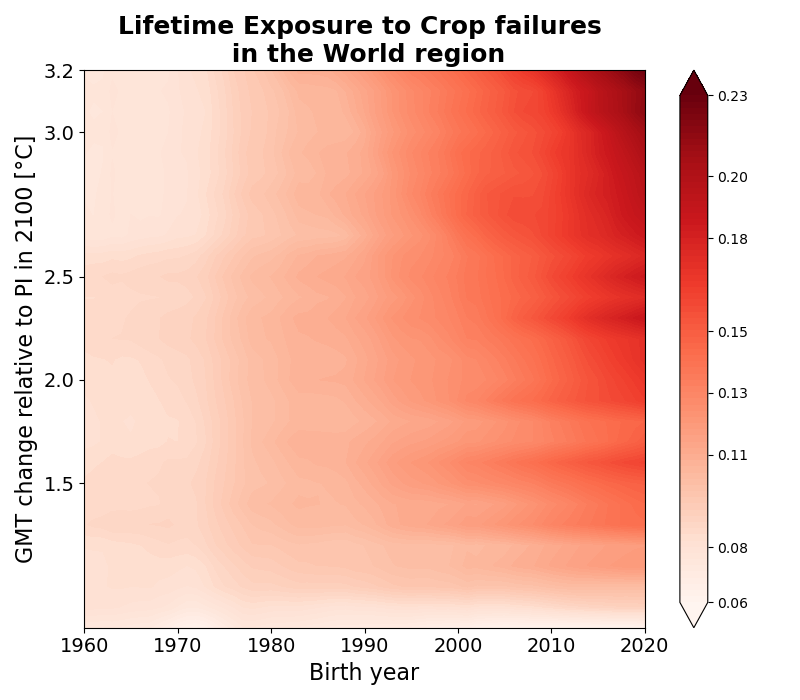 Lifetime Exposure to Crop failures
in the World region
GMT change relative to PI in 2100 [°C]
3.2
3.0
2.5
2.0
1.5
1960 1970 1980 1990 2000 2010 2020
Birth year
0.23
0.20
0.18
0.15
0.13
0.11
0.08
0.06